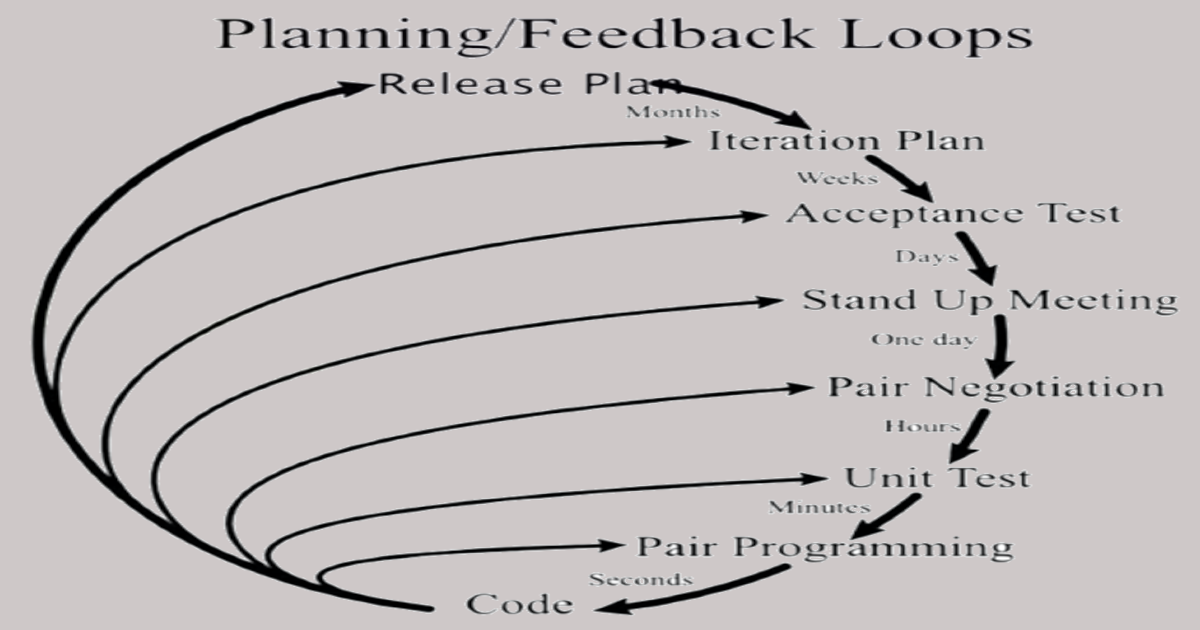 Planning/Feedback Loops
Release Plan
Months
Iteration Plan
Weeks
Acceptance Test
Days
Stand Up Meeting
One day
Pair Negotiation
Hours
Unit Test
Minutes
Pair Programming
Seconds
Code